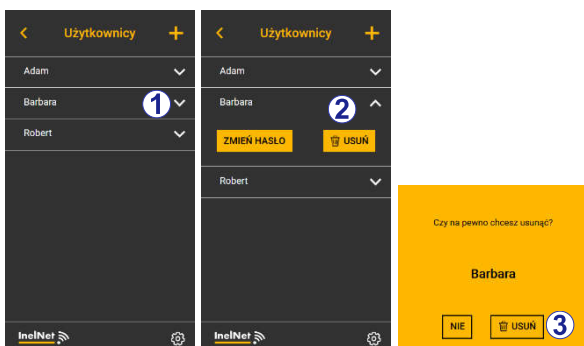 Użytkownicy
Adam
Barbara
1
Robert
InelNet
Użytkownicy
Adam
Barbara
2
ZMIEŃ HASŁO
USUŃ
Robert
InelNet
Czy na pewno chcesz usunąć?
Barbara
NIE
USUŃ
3